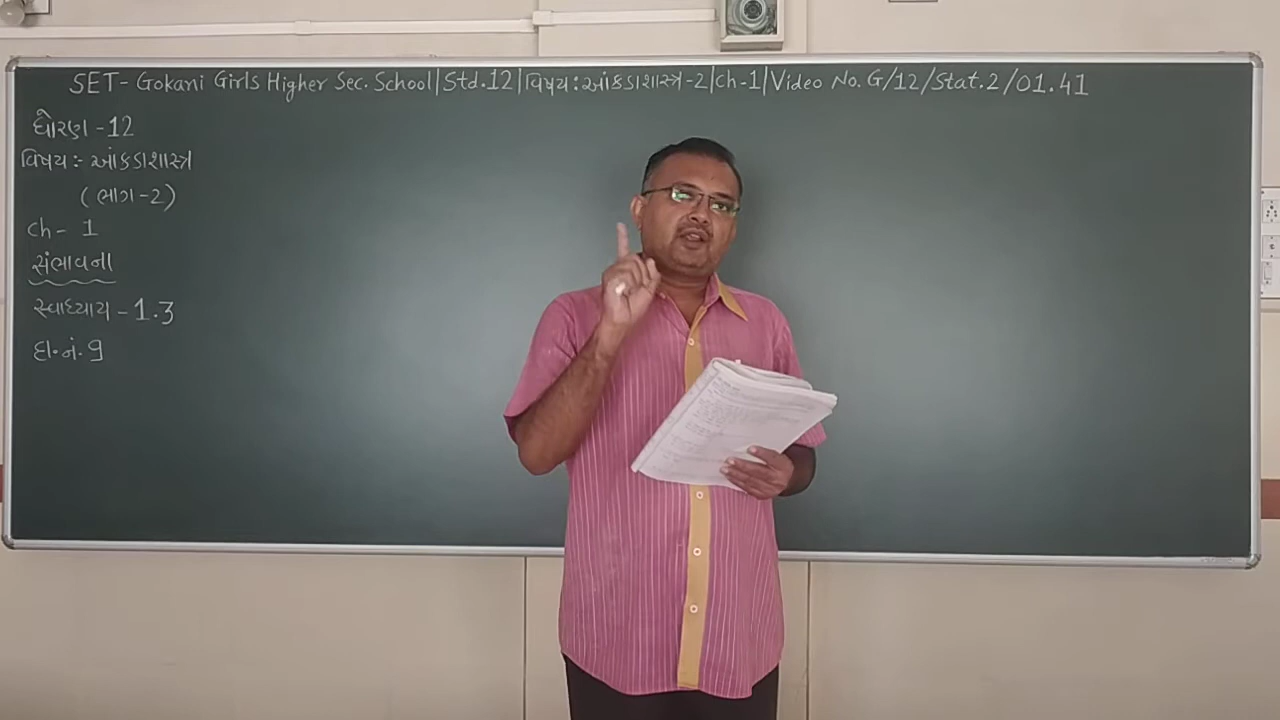 SET- Gokani Girls Higher Sec. School|Std.12|વિષય:આંકડાશાસ્ત્ર-2|Ch-1|Video No. G/12/Stat.2/01.41
ધોરણ -12
વિષય:- આંકડાશાસ્ત્ર
(ભાગ-2)
Ch- 1
સંભાવના
સ્વાધ્યાય - 1.3
દા.નં. 9